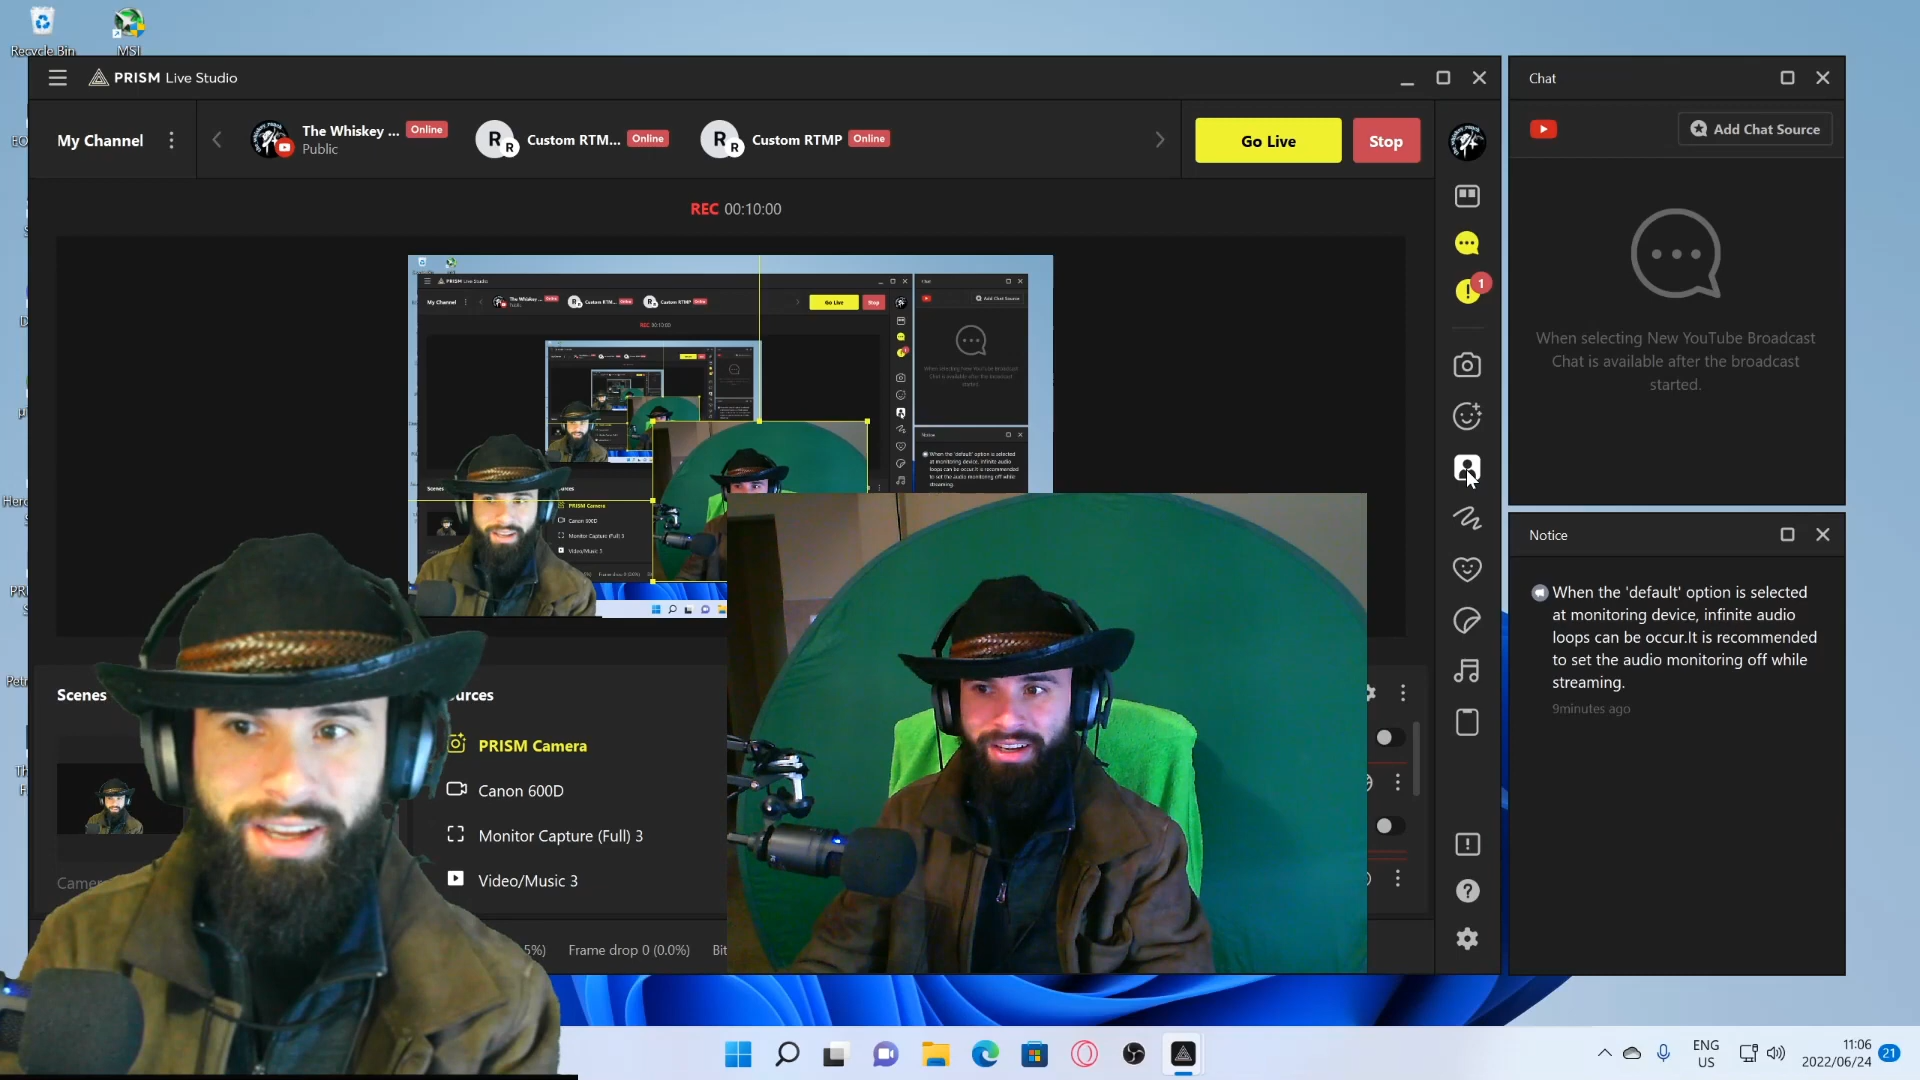 Recycle Bin
MSI
PRISM Live Studio
My Channel
The Whiskey ...
Online
Public
R
R
Custom RTM...
Online
R
R
Custom RTMP
Online
Go Live
Stop
REC 00:10:00
1
Scenes
PRISM Camera
Canon 600D
Monitor Capture (Full) 3
Video/Music 3
5%)
Frame drop 0 (0.0%)
Bit
Chat
Add Chat Source
When selecting New YouTube Broadcast
Chat is available after the broadcast
started.
Notice
When the 'default' option is selected
at monitoring device, infinite audio
loops can be occur.It is recommended
to set the audio monitoring off while
streaming.
9minutes ago
ENG
US
11:06
2022/06/24
21